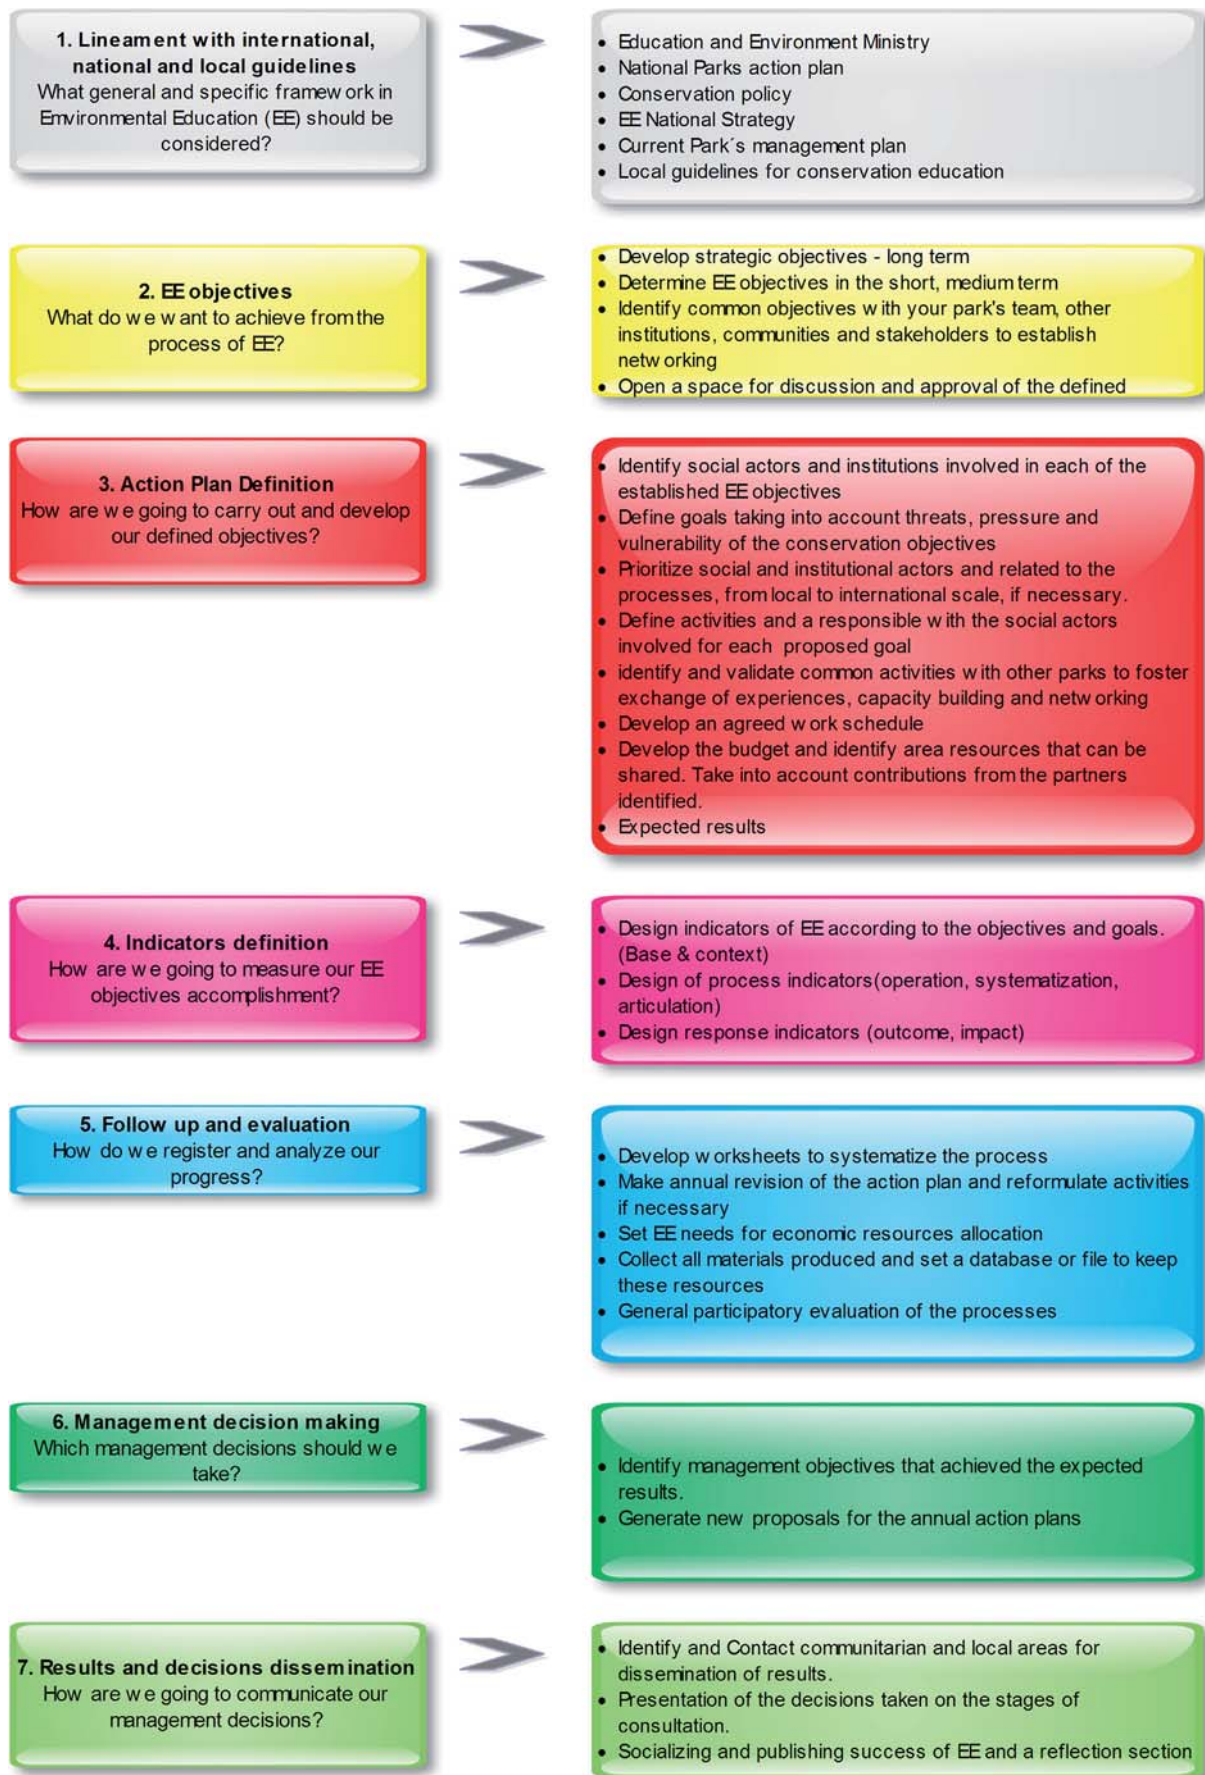 1. Lineament with international,
national and local guidelines
What general and specific framework in
Emvironmental Education (EE) should be
considered?
• Education and Environment Ministry
• National Parks action plan
• Conservation policy
• EE National Strategy
• Current Park´s management plan
• Local guidelines for conservation education
2. EE objectives
What do we want to achieve from the
process of EE?
• Develop strategic objectives - long term
• Determine EE objectives in the short, medium term
• Identify common objectives with your park's team, other
institutions, communities and stakeholders to establish
networking
• Open a space for discussion and approval of the defined
3. Action Plan Definition
How are we going to carry out and develop
our defined objectives?
• Identify social actors and institutions involved in each of the
established EE objectives
• Define goals taking into account threats, pressure and
vulnerability of the conservation objectives
• Prioritize social and institutional actors and related to the
processes, from local to international scale, if necessary.
• Define activities and a responsible with the social actors
involved for each proposed goal
• identify and validate common activities with other parks to foster
exchange of experiences, capacity building and networking
• Develop an agreed work schedule
• Develop the budget and identify area resources that can be
shared. Take into account contributions from the partners
identified.
• Expected results
4. Indicators definition
How are we going to measure our EE
objectives accomplishment?
• Design indicators of EE according to the objectives and goals.
(Base & context)
• Design of process indicators(operation, systematization,
articulation)
• Design response indicators (outcome, impact)
5. Follow up and evaluation
How do we register and analyze our
progress?
• Develop worksheets to systematize the process
• Make annual revision of the action plan and reformulate activities
if necessary
• Set EE needs for economic resources allocation
• Collect all materials produced and set a database or file to keep
these resources
• General participatory evaluation of the processes
6. Management decision making
Which management decisions should we
take?
• Identify management objectives that achieved the expected
results.
• Generate new proposals for the annual action plans
7. Results and decisions dissemination
How are we going to communicate our
management decisions?
• Identify and Contact communitarian and local areas for
dissemination of results.
• Presentation of the decisions taken on the stages of
consultation.
• Socializing and publishing success of EE and a reflection section